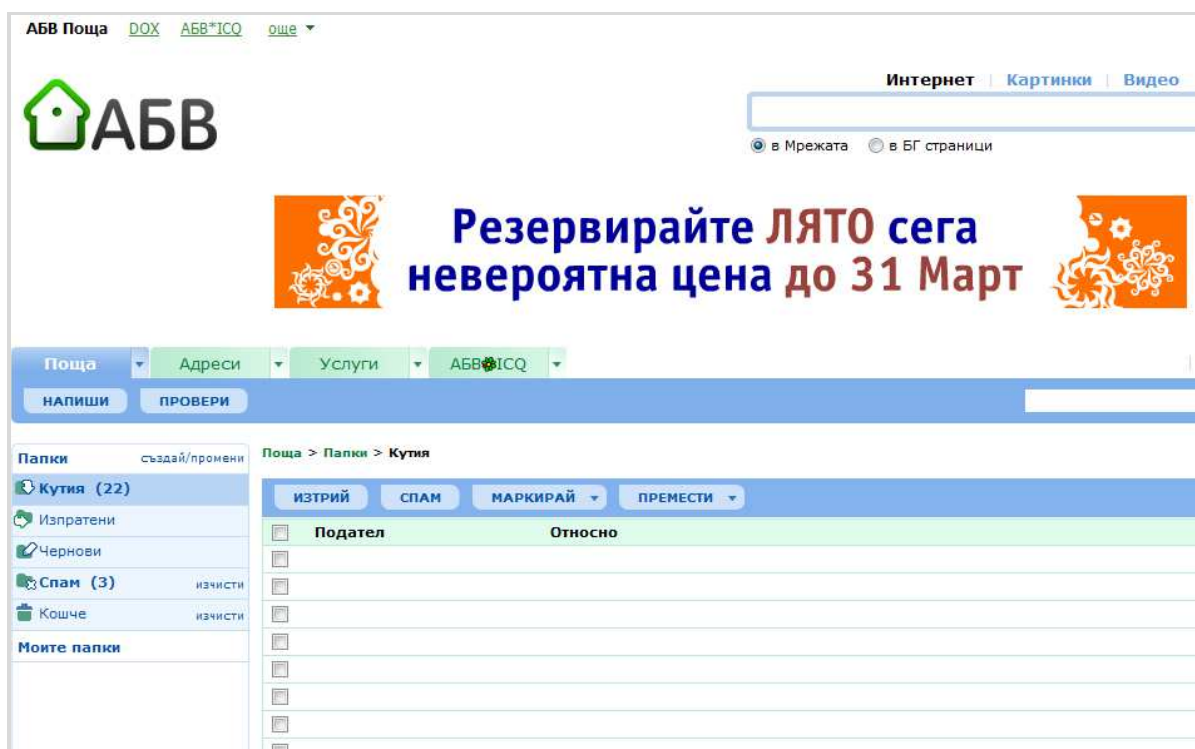 АБВ Поща DOX АБВ*ICQ още
АБВ
Интернет Картинки Видео
в Мрежата в БГ страници
Резервирайте ЛЯТО сега
невероятна цена до 31 Март
Поща Адреси Услуги АБВ ICQ
НАПИШИ ПРОВЕРИ
Папки създай/промени
Кутия (22)
Изпратени
Чернови
Спам (3) изчисти
Кошче изчисти
Моите папки
Поща > Папки > Кутия
ИЗТРИЙ СПАМ МАРКИРАЙ ПРЕМЕСТИ
Подател Относно